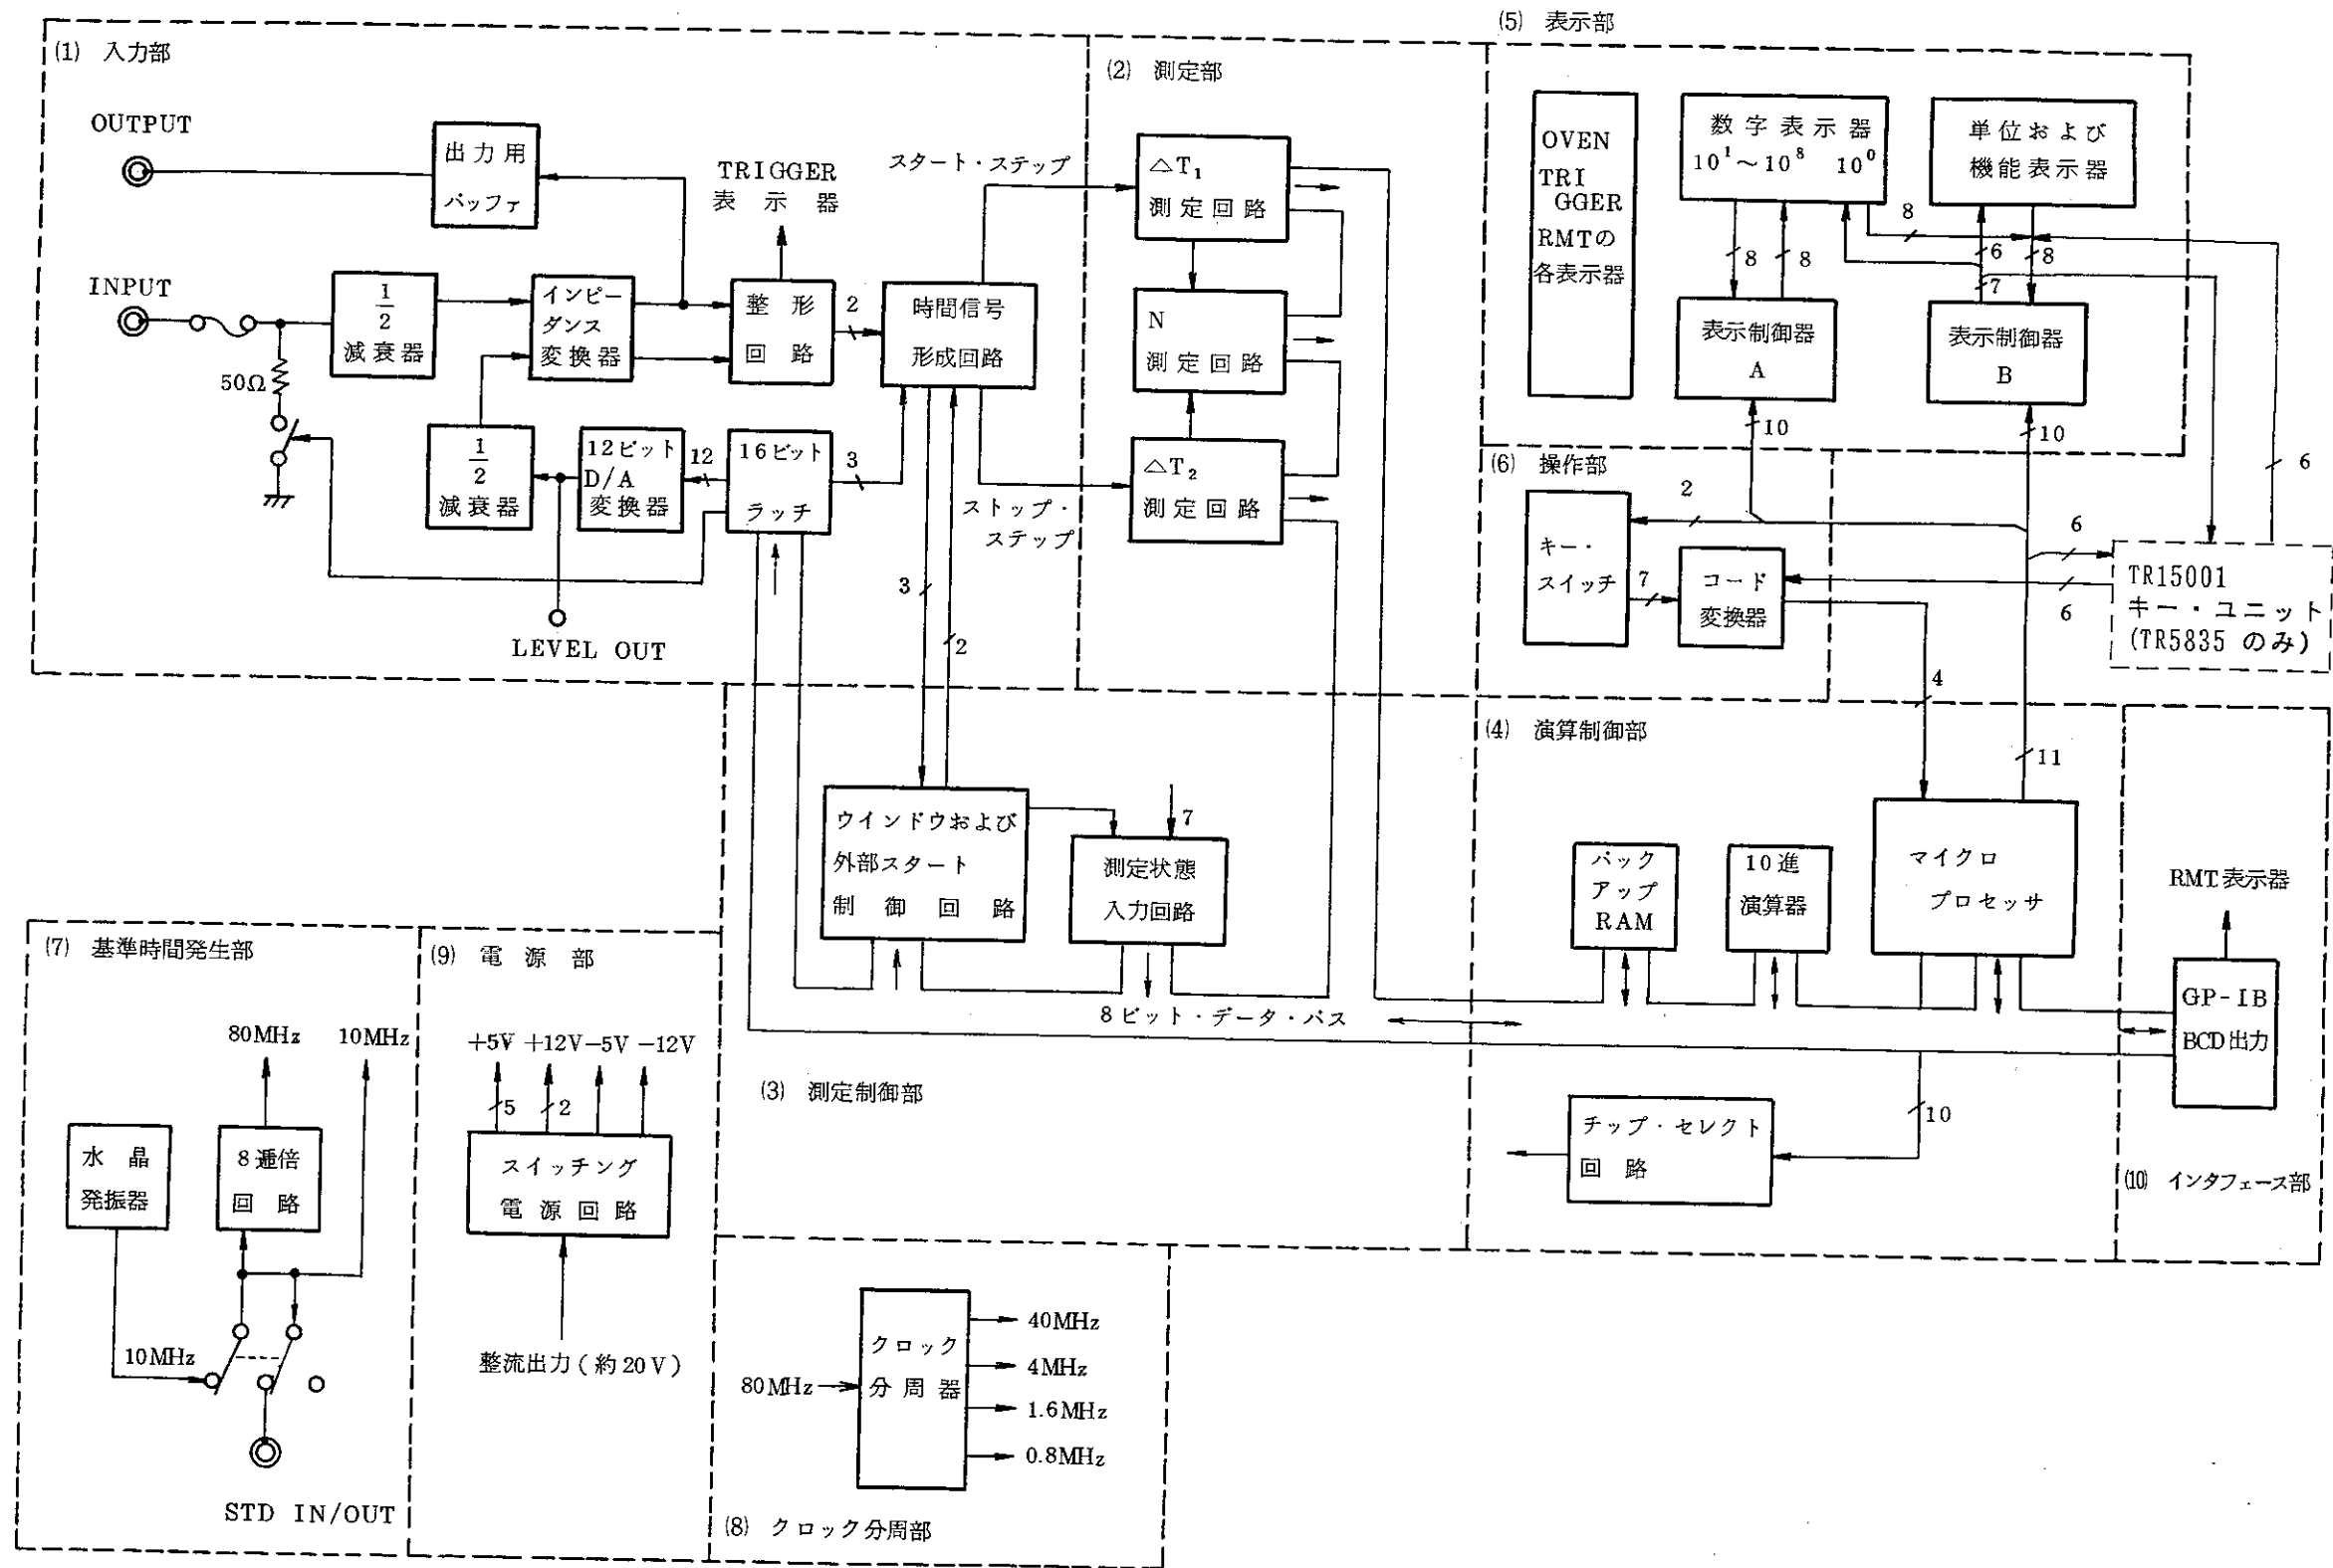 (1) 入力部
OUTPUT
出力用
バッファ
TRIGGER
表示器
INPUT
1/2
減衰器
50Ω
インピー
ダンス
変換器
整形
回路
2
時間信号
形成回路
1/2
減衰器
12ビット
D/A
変換器
12
16ビット
ラッチ
3
LEVEL OUT
3
2
スタート・ステップ
ストップ・
ステップ
(2) 測定部
△T₁
測定回路
N
測定回路
△T₂
測定回路
(5) 表示部
OVEN
TRI
GGER
RMTの
各表示器
数字表示器
10¹～10⁸ 10⁰
単位および
機能表示器
8
8
8
6
8
7
表示制御器
A
表示制御器
B
10
10
6
(6) 操作部
キー・
スイッチ
2
7
コード
変換器
6
6
TR15001
キー・ユニット
(TR5835 のみ)
4
11
(3) 測定制御部
ウインドウおよび
外部スタート
制御回路
7
測定状態
入力回路
8ビット・データ・バス
(4) 演算制御部
バック
アップ
RAM
10進
演算器
マイクロ
プロセッサ
10
チップ・セレクト
回路
RMT表示器
GP-IB
BCD出力
(10) インタフェース部
(7) 基準時間発生部
80MHz
10MHz
水晶
発振器
8逓倍
回路
10MHz
STD IN/OUT
(9) 電源部
+5V +12V -5V -12V
5
2
スイッチング
電源回路
整流出力(約20V)
80MHz
クロック
分周器
40MHz
4MHz
1.6MHz
0.8MHz
(8) クロック分周部